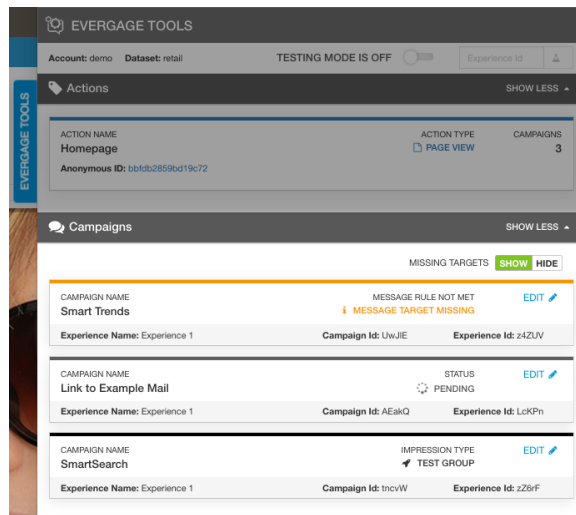 EVERGAGE TOOLS
Account: demo Dataset: retail TESTING MODE IS OFF Experience Id
EVERGAGE TOOLS
Actions SHOW LESS
ACTION NAME ACTION TYPE CAMPAIGNS
Homepage PAGE VIEW 3
Anonymous ID: bbfdb2859bd19c72
Campaigns SHOW LESS
MISSING TARGETS SHOW HIDE
CAMPAIGN NAME MESSAGE RULE NOT MET EDIT
Smart Trends MESSAGE TARGET MISSING
Experience Name: Experience 1 Campaign Id: UwJIE Experience Id: z4ZUV
CAMPAIGN NAME STATUS EDIT
Link to Example Mail PENDING
Experience Name: Experience 1 Campaign Id: AEakQ Experience Id: LcKPn
CAMPAIGN NAME IMPRESSION TYPE EDIT
SmartSearch TEST GROUP
Experience Name: Experience 1 Campaign Id: tncvW Experience Id: zZ6rF